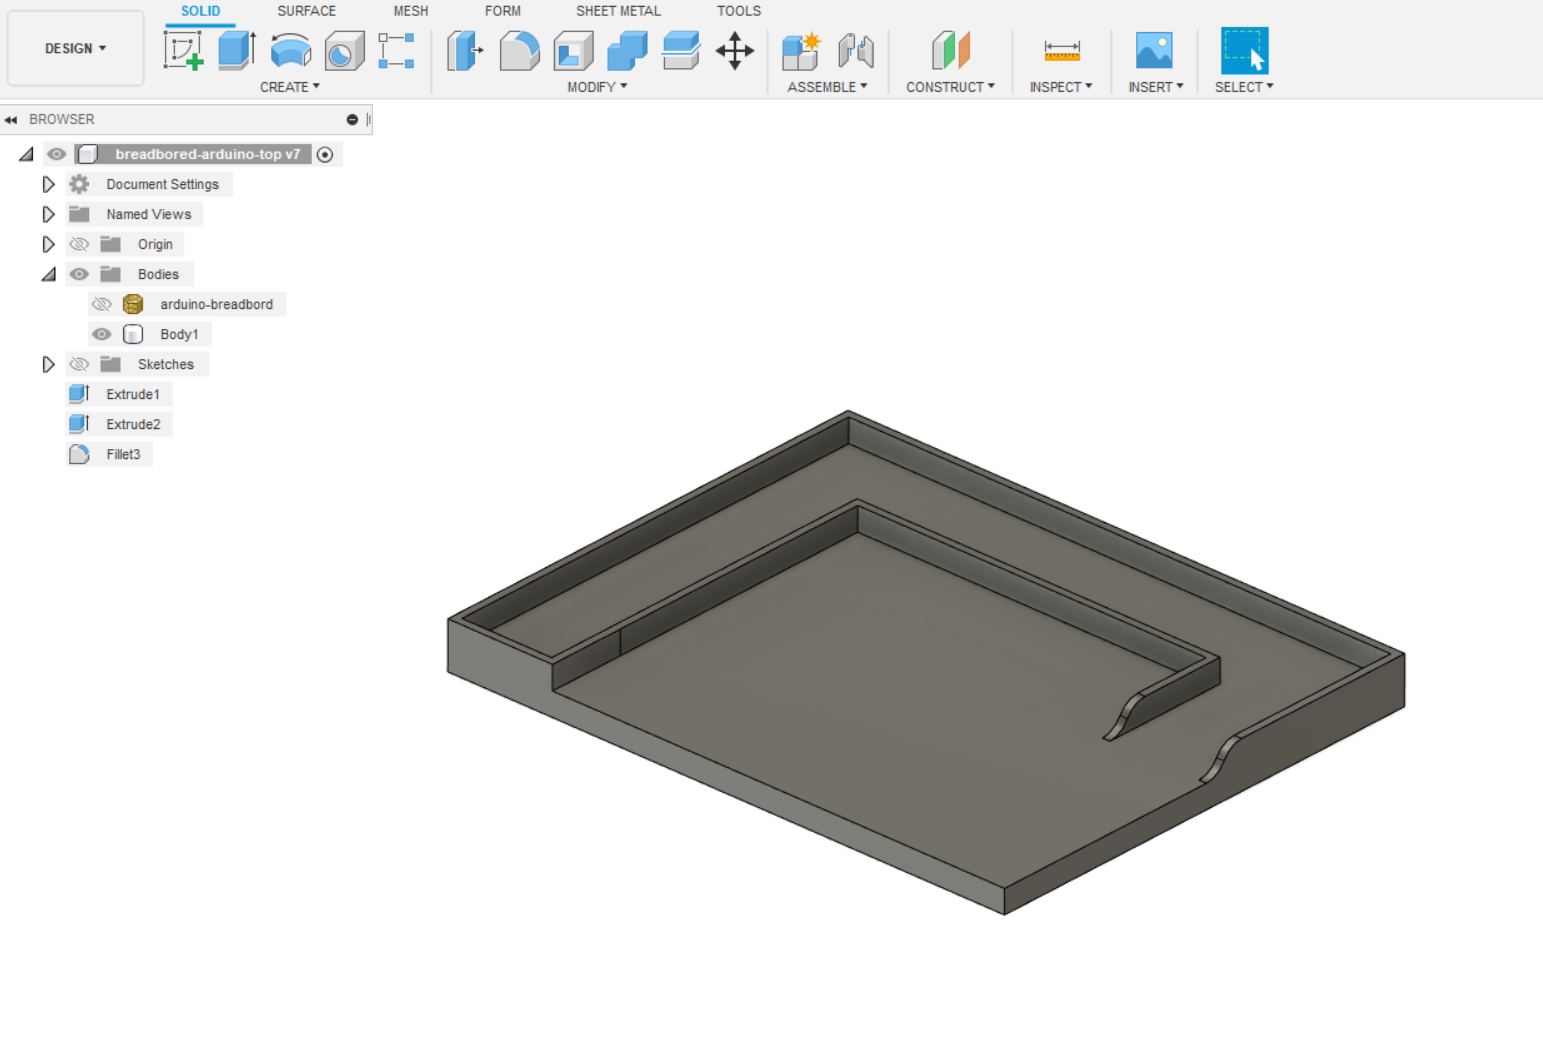 SOLID SURFACE MESH FORM SHEET METAL TOOLS
DESIGN
CREATE MODIFY ASSEMBLE CONSTRUCT INSPECT INSERT SELECT
BROWSER
breadbored-arduino-top v7
Document Settings
Named Views
Origin
Bodies
arduino-breadbord
Body1
Sketches
Extrude1
Extrude2
Fillet3